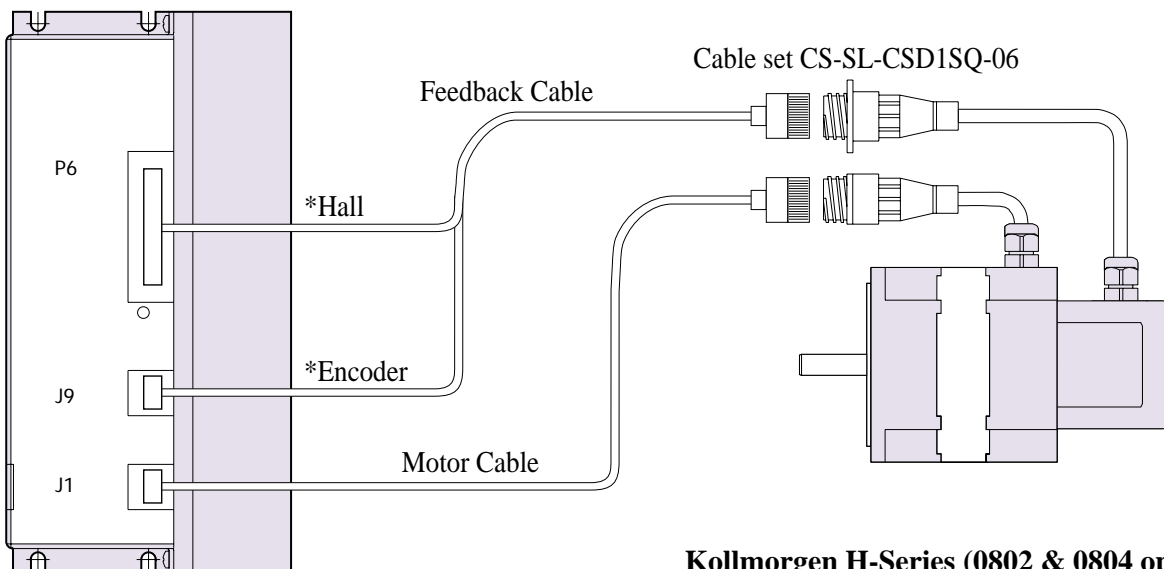 Cable set CS-SL-CSD1SQ-06
Feedback Cable
P6
*Hall
*Encoder
J9
Motor Cable
J1
Kollmorgen H-Series (0802 & 0804